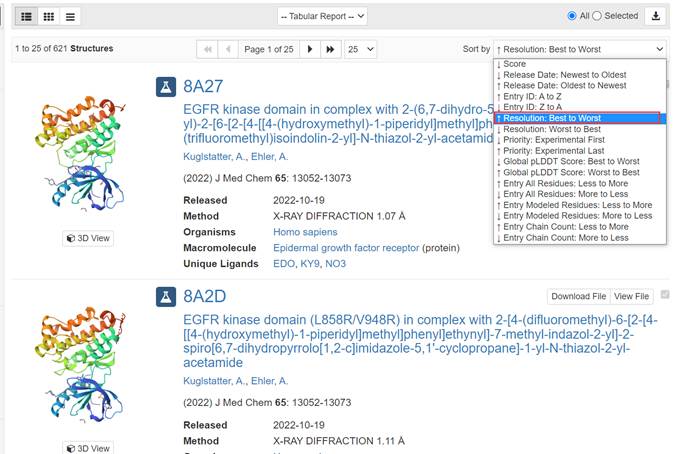 -- Tabular Report --
All Selected
1 to 25 of 621 Structures
Page 1 of 25
25
Sort by ↑ Resolution: Best to Worst
↓ Score
↓ Release Date: Newest to Oldest
↑ Release Date: Oldest to Newest
↑ Entry ID: A to Z
↓ Entry ID: Z to A
↑ Resolution: Best to Worst
↓ Resolution: Worst to Best
↓ Priority: Experimental First
↑ Priority: Experimental Last
↓ Global pLDDT Score: Best to Worst
↑ Global pLDDT Score: Worst to Best
↓ Entry All Residues: Less to More
↑ Entry All Residues: More to Less
↑ Entry Modeled Residues: Less to More
↓ Entry Modeled Residues: More to Less
↓ Entry Chain Count: Less to More
↑ Entry Chain Count: More to Less
8A27
EGFR kinase domain in complex with 2-(6,7-dihydro-5
yl)-2-[6-[2-[4-[[4-(hydroxymethyl)-1-piperidyl]methyl]ph
(trifluoromethyl)isoindolin-2-yl]-N-thiazol-2-yl-acetamid
Kuglstatter, A., Ehler, A.
(2022) J Med Chem 65: 13052-13073
Released 2022-10-19
Method X-RAY DIFFRACTION 1.07 Å
Organisms Homo sapiens
Macromolecule Epidermal growth factor receptor (protein)
Unique Ligands EDO, KY9, NO3
3D View
8A2D
Download File View File
EGFR kinase domain (L858R/V948R) in complex with 2-[4-(difluoromethyl)-6-[2-[4-
[[4-(hydroxymethyl)-1-piperidyl]methyl]phenyl]ethynyl]-7-methyl-indazol-2-yl]-2-
spiro[6,7-dihydropyrrolo[1,2-c]imidazole-5,1'-cyclopropane]-1-yl-N-thiazol-2-yl-
acetamide
Kuglstatter, A., Ehler, A.
(2022) J Med Chem 65: 13052-13073
Released 2022-10-19
Method X-RAY DIFFRACTION 1.11 Å
3D View